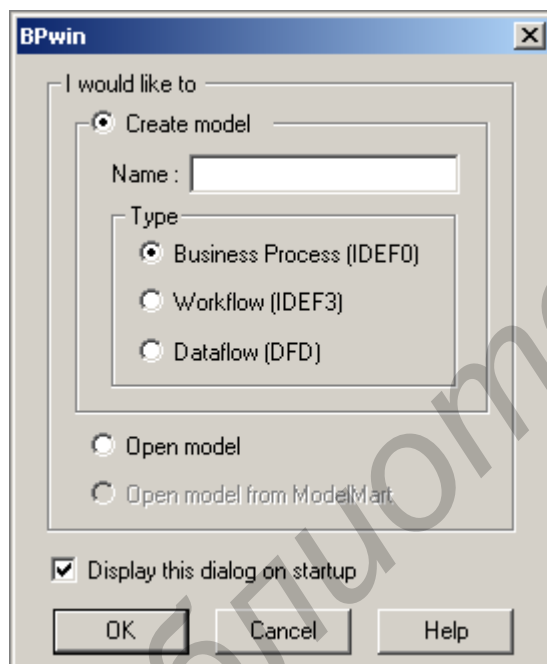 BPwin
I would like to
Create model
Name :
Type
Business Process (IDEF0)
Workflow (IDEF3)
Dataflow (DFD)
Open model
Open model from ModelMart
Display this dialog on startup
OK
Cancel
Help